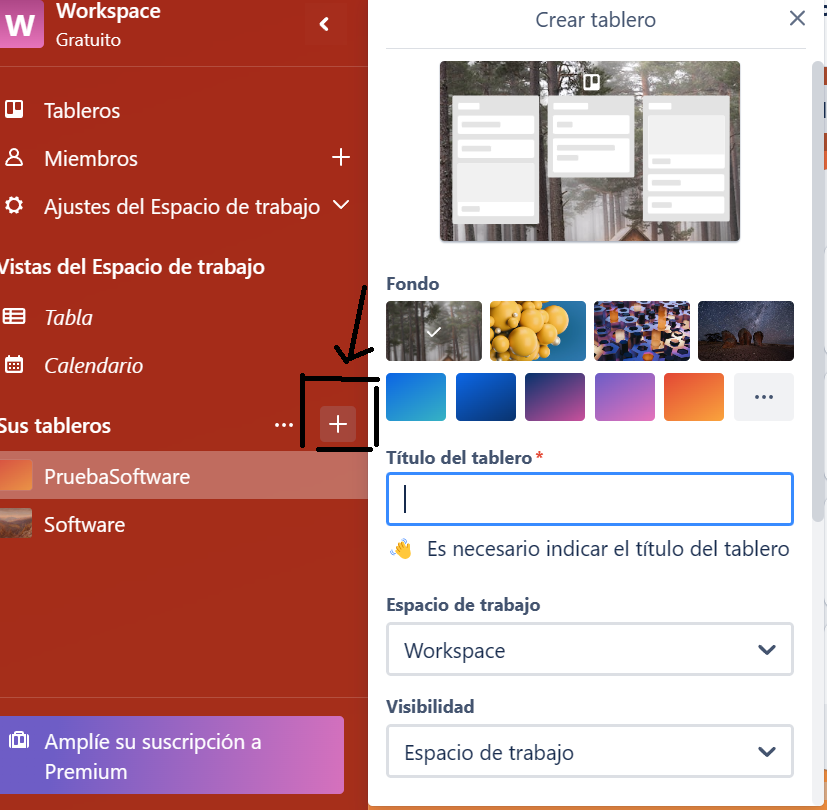 W
Workspace
Gratuito
Tableros
Miembros
Ajustes del Espacio de trabajo
Vistas del Espacio de trabajo
Tabla
Calendario
Sus tableros
PruebaSoftware
Software
Amplíe su suscripción a
Premium
Crear tablero
Fondo
Título del tablero*
👋 Es necesario indicar el título del tablero
Espacio de trabajo
Workspace
Visibilidad
Espacio de trabajo